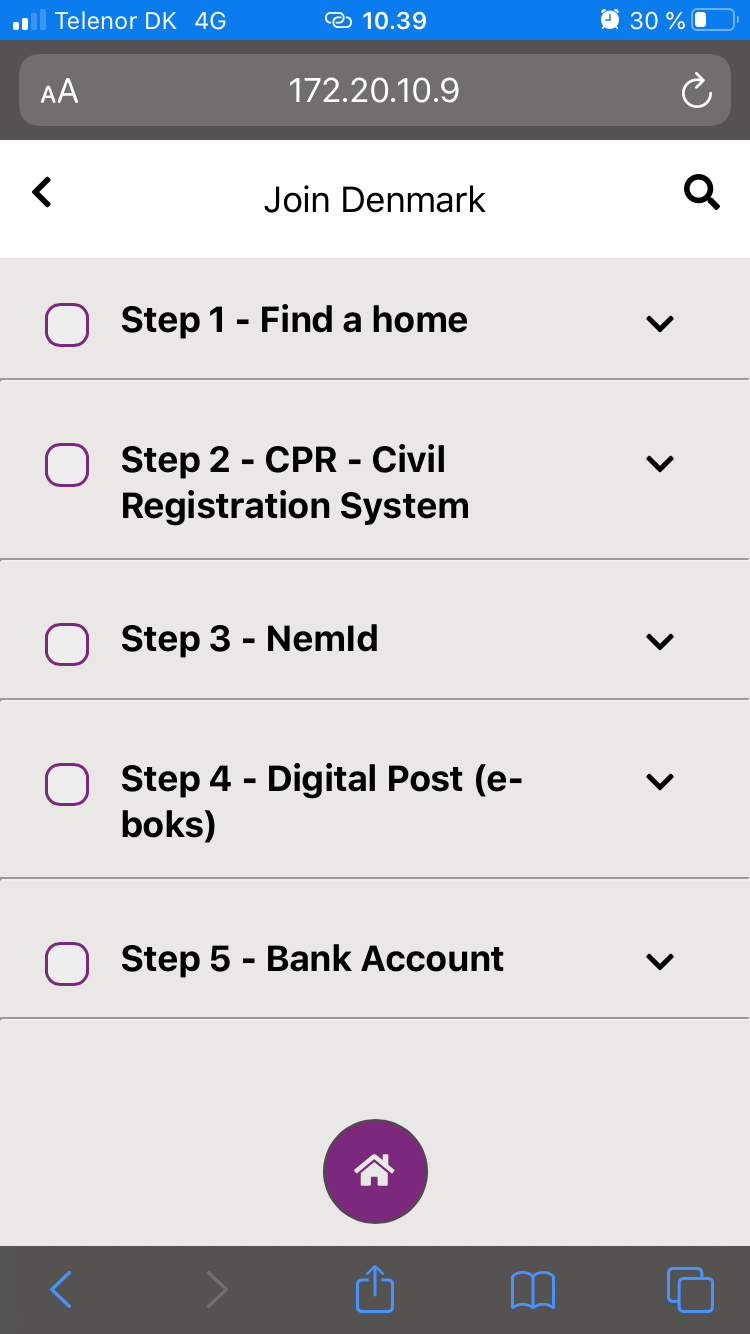 Telenor DK 4G 10.39 30 %
AA 172.20.10.9
Join Denmark
Step 1 - Find a home
Step 2 - CPR - Civil
Registration System
Step 3 - NemId
Step 4 - Digital Post (e-
boks)
Step 5 - Bank Account